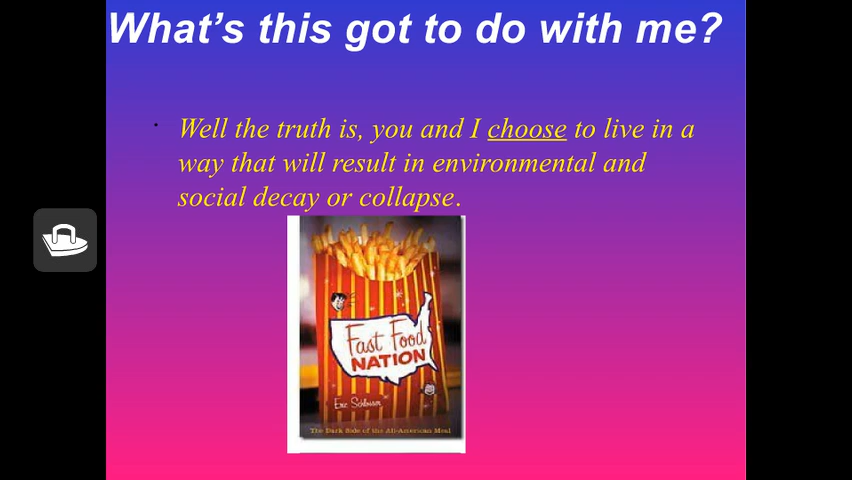 What's this got to do with me?
Well the truth is, you and I choose to live in a
way that will result in environmental and
social decay or collapse.
Fast Food
NATION
Eric Schlosser
The Dark Side of the All-American Meal